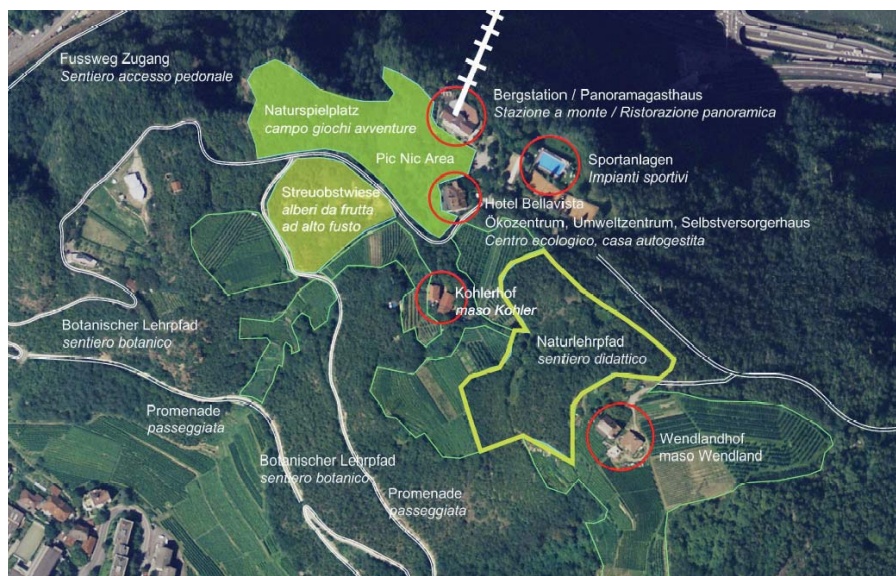 Fussweg Zugang
Sentiero accesso pedonale
Bergstation / Panoramagasthaus
Stazione a monte / Ristorazione panoramica
Naturspielplatz
campo giochi avventure
Pic Nic Area
Sportanlagen
Impianti sportivi
Streuobstwiese
alberi da frutta
ad alto fusto
Hotel Bellavista
Ökozentrum, Umweltzentrum, Selbstversorgerhaus
Centro ecologico, casa autogestita
Kohlerhof
maso Kohler
Botanischer Lehrpfad
sentiero botanico
Naturlehrpfad
sentiero didattico
Promenade
passeggiata
Wendlandhof
maso Wendland
Botanischer Lehrpfad
sentiero botanico
Promenade
passeggiata